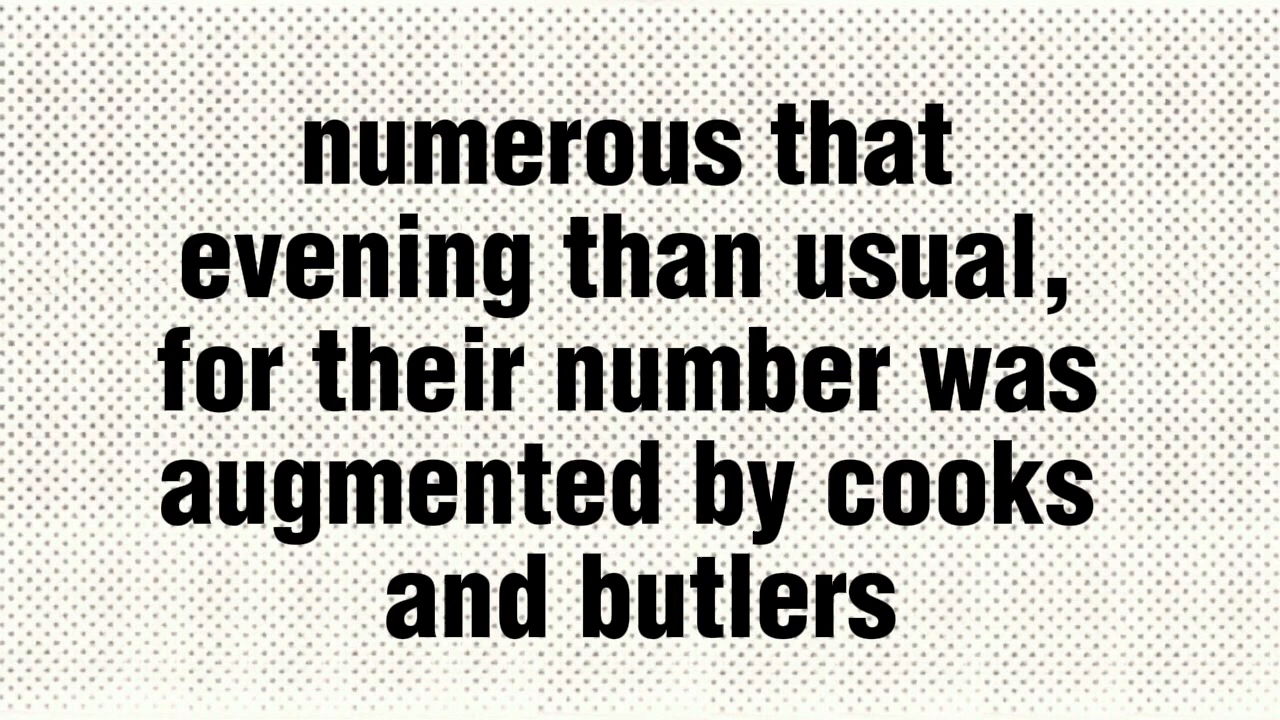 numerous that
evening than usual,
for their number was
augmented by cooks
and butlers